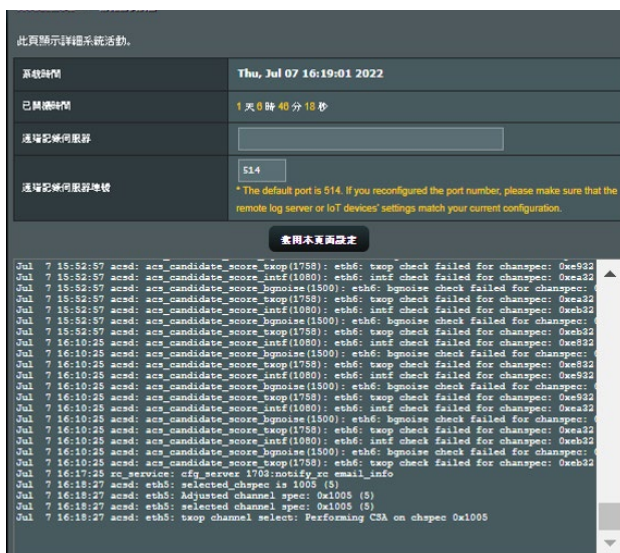 此頁顯示詳細系統活動。
系統時間
Thu, Jul 07 16:19:01 2022
已開機時間
1 天 6 時 46 分 18 秒
遠端記錄伺服器
遠端記錄伺服器埠號
514
* The default port is 514. If you reconfigured the port number, please make sure that the
remote log server or IoT devices' settings match your current configuration.
套用本頁面設定
Jul 7 15:52:57 acsd: acs_candidate_score_txop(1758): eth6: txop check failed for chanspec: 0xe932
Jul 7 15:52:57 acsd: acs_candidate_score_intf(1080): eth6: intf check failed for chanspec: 0xea32
Jul 7 15:52:57 acsd: acs_candidate_score_bgnoise(1500): eth6: bgnoise check failed for chanspec:
Jul 7 15:52:57 acsd: acs_candidate_score_txop(1758): eth6: txop check failed for chanspec: 0xea32
Jul 7 15:52:57 acsd: acs_candidate_score_intf(1080): eth6: intf check failed for chanspec: 0xeb32
Jul 7 15:52:57 acsd: acs_candidate_score_bgnoise(1500): eth6: bgnoise check failed for chanspec:
Jul 7 15:52:57 acsd: acs_candidate_score_txop(1758): eth6: txop check failed for chanspec: 0xeb32
Jul 7 16:10:25 acsd: acs_candidate_score_intf(1080): eth6: intf check failed for chanspec: 0xe832
Jul 7 16:10:25 acsd: acs_candidate_score_bgnoise(1500): eth6: bgnoise check failed for chanspec:
Jul 7 16:10:25 acsd: acs_candidate_score_txop(1758): eth6: txop check failed for chanspec: 0xe832
Jul 7 16:10:25 acsd: acs_candidate_score_intf(1080): eth6: intf check failed for chanspec: 0xe932
Jul 7 16:10:25 acsd: acs_candidate_score_bgnoise(1500): eth6: bgnoise check failed for chanspec:
Jul 7 16:10:25 acsd: acs_candidate_score_txop(1758): eth6: txop check failed for chanspec: 0xe932
Jul 7 16:10:25 acsd: acs_candidate_score_intf(1080): eth6: intf check failed for chanspec: 0xea32
Jul 7 16:10:25 acsd: acs_candidate_score_bgnoise(1500): eth6: bgnoise check failed for chanspec:
Jul 7 16:10:25 acsd: acs_candidate_score_txop(1758): eth6: txop check failed for chanspec: 0xea32
Jul 7 16:10:25 acsd: acs_candidate_score_intf(1080): eth6: intf check failed for chanspec: 0xeb32
Jul 7 16:10:25 acsd: acs_candidate_score_bgnoise(1500): eth6: bgnoise check failed for chanspec:
Jul 7 16:10:25 acsd: acs_candidate_score_txop(1758): eth6: txop check failed for chanspec: 0xeb32
Jul 7 16:17:25 rc_service: cfg_server 1703:notify_rc email_info
Jul 7 16:18:27 acsd: eth5: selected_chspec is 1005 (5)
Jul 7 16:18:27 acsd: eth5: Adjusted channel spec: 0x1005 (5)
Jul 7 16:18:27 acsd: eth5: selected channel spec: 0x1005 (5)
Jul 7 16:18:27 acsd: eth5: txop channel select: Performing CSA on chspec 0x1005